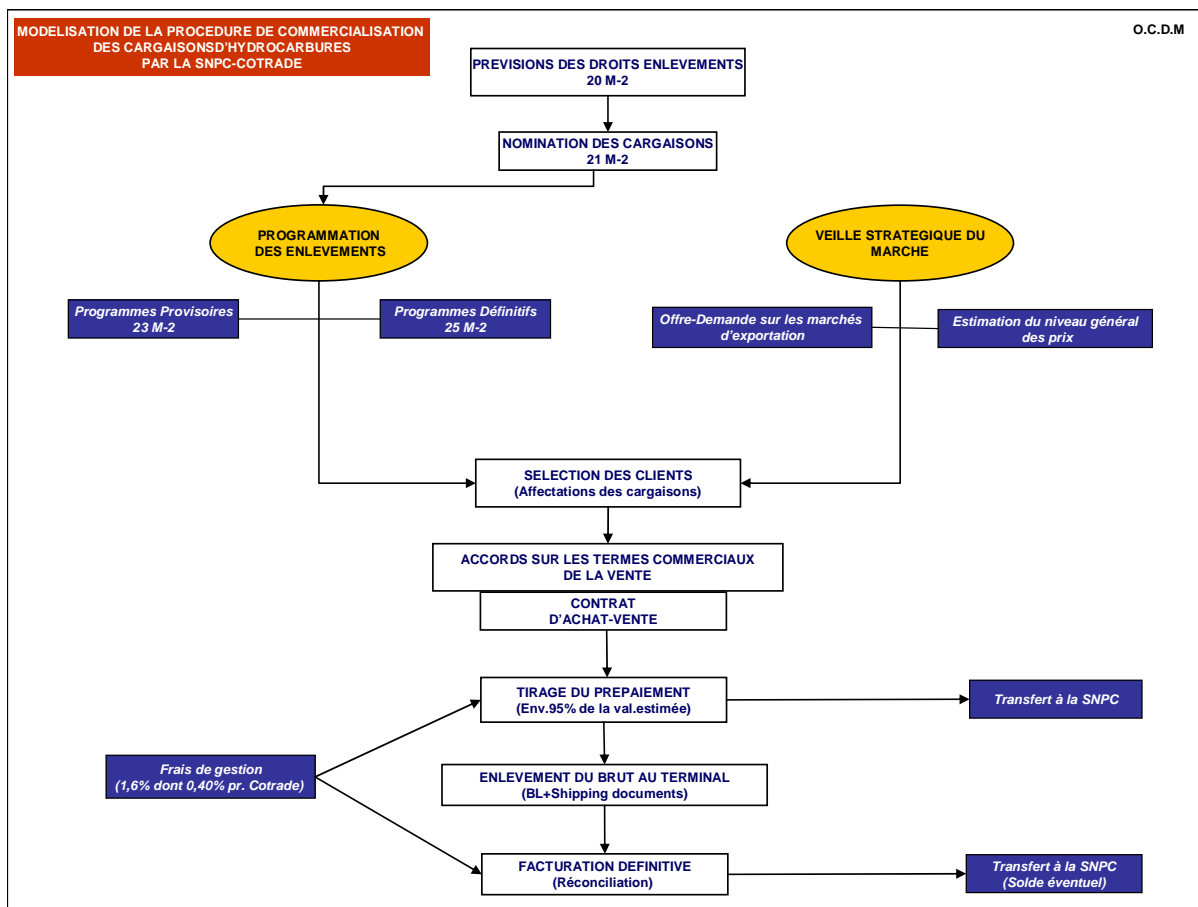 MODELISATION DE LA PROCEDURE DE COMMERCIALISATION
DES CARGAISONSD'HYDROCARBURES
PAR LA SNPC-COTRADE
O.C.D.M
PREVISIONS DES DROITS ENLEVEMENTS
20 M-2
NOMINATION DES CARGAISONS
21 M-2
PROGRAMMATION
DES ENLEVEMENTS
VEILLE STRATEGIQUE DU
MARCHE
Programmes Provisoires
23 M-2
Programmes Définitifs
25 M-2
Offre-Demande sur les marchés
d'exportation
Estimation du niveau général
des prix
SELECTION DES CLIENTS
(Affectations des cargaisons)
ACCORDS SUR LES TERMES COMMERCIAUX
DE LA VENTE
CONTRAT
D'ACHAT-VENTE
TIRAGE DU PREPAIEMENT
(Env.95% de la val.estimée)
Transfert à la SNPC
Frais de gestion
(1,6% dont 0,40% pr. Cotrade)
ENLEVEMENT DU BRUT AU TERMINAL
(BL+Shipping documents)
FACTURATION DEFINITIVE
(Réconciliation)
Transfert à la SNPC
(Solde éventuel)